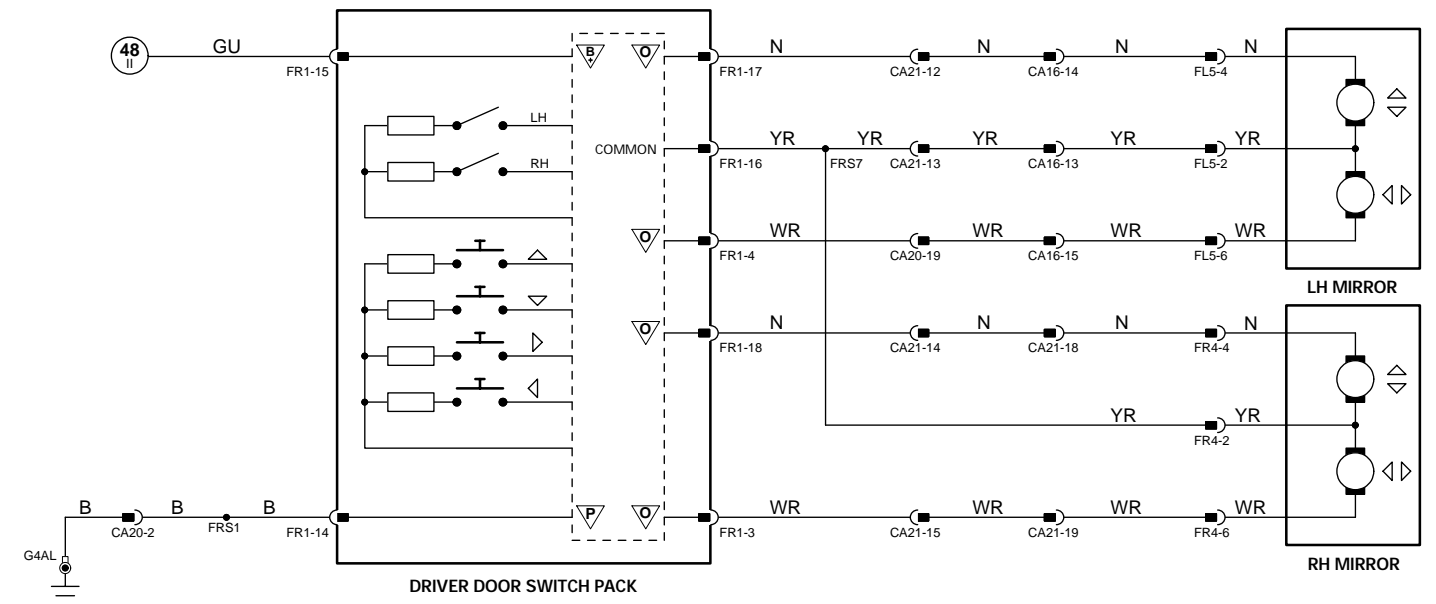 48
II
GU
FR1-15
B
+
O
FR1-17
N
CA21-12
N
CA16-14
N
FL5-4
N
LH
RH
COMMON
FR1-16
YR
FRS7
YR
CA21-13
YR
CA16-13
YR
FL5-2
YR
O
FR1-4
WR
CA20-19
WR
CA16-15
WR
FL5-6
WR
LH MIRROR
O
FR1-18
N
CA21-14
N
CA21-18
N
FR4-4
N
YR
FR4-2
YR
G4AL
B
CA20-2
B
FRS1
B
FR1-14
P
O
FR1-3
WR
CA21-15
WR
CA21-19
WR
FR4-6
WR
RH MIRROR
DRIVER DOOR SWITCH PACK